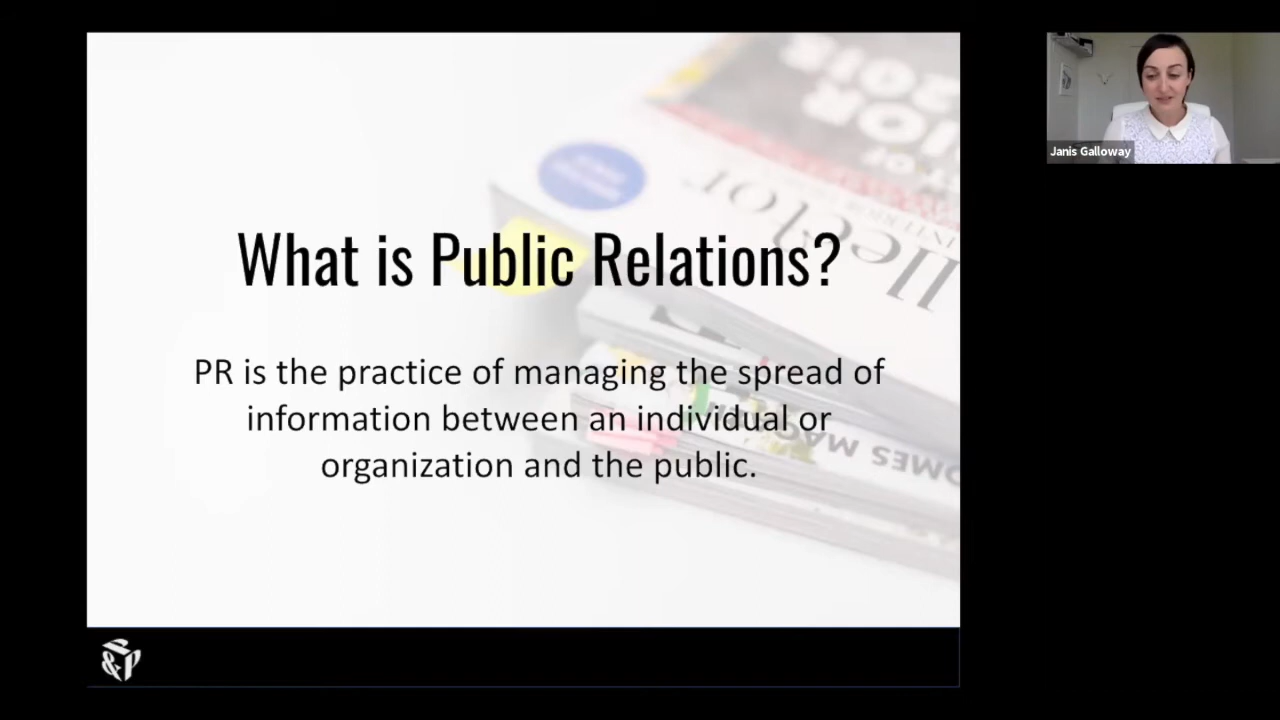 What is Public Relations?
PR is the practice of managing the spread of
information between an individual or
organization and the public.
&P
Janis Galloway